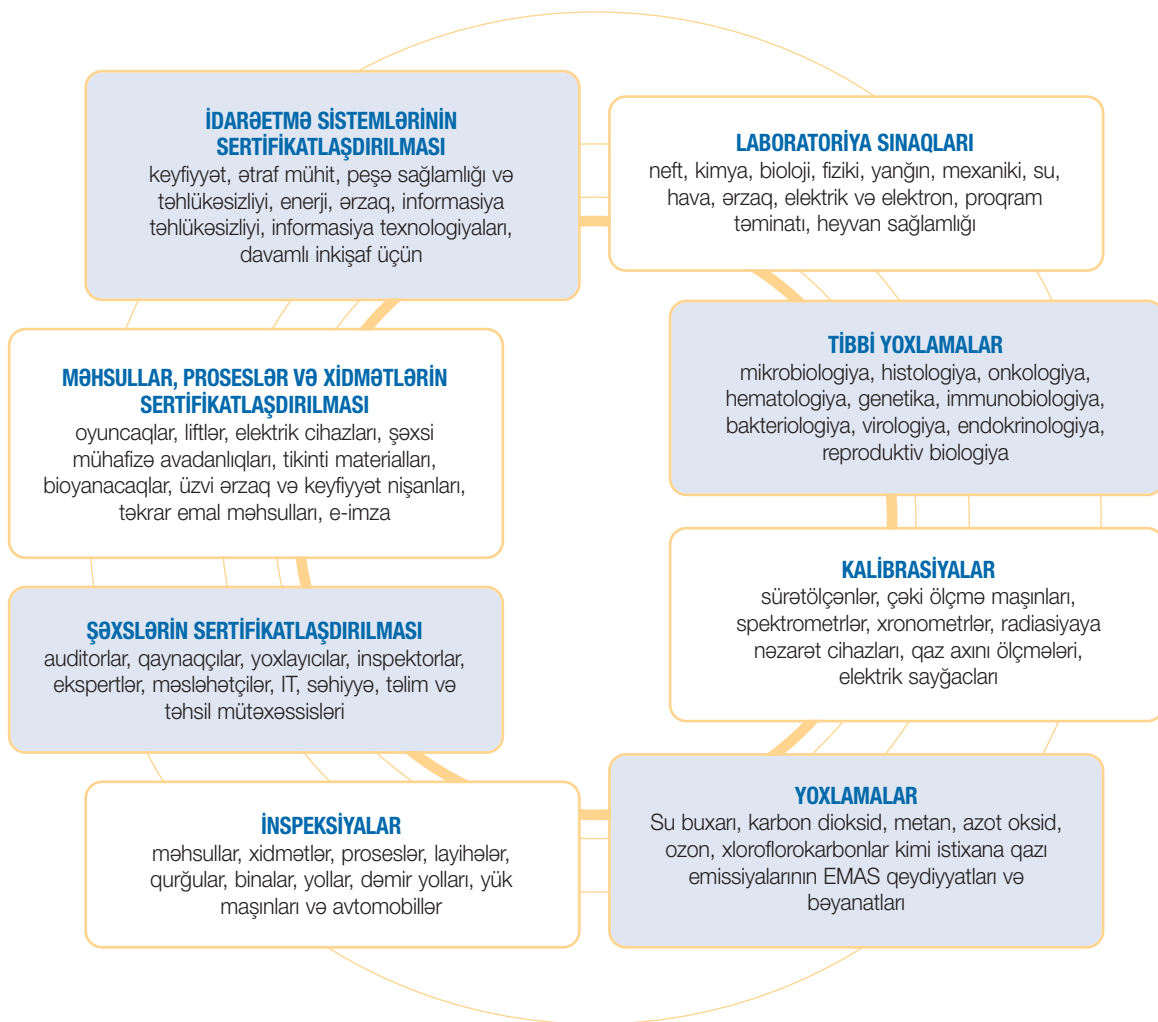 İDARƏETMƏ SİSTEMLƏRİNİN
SERTİFİKATLAŞDIRILMASI
keyfiyyət, ətraf mühit, peşə sağlamlığı və
təhlükəsizliyi, enerji, ərzaq, informasiya
təhlükəsizliyi, informasiya texnologiyaları,
davamlı inkişaf üçün
LABORATORİYA SINAQLARI
neft, kimya, bioloji, fiziki, yanğın, mexaniki, su,
hava, ərzaq, elektrik və elektron, proqram
təminatı, heyvan sağlamlığı
MƏHSULLAR, PROSESLƏR VƏ XİDMƏTLƏRİN
SERTİFİKATLAŞDIRILMASI
oyuncaqlar, liftlər, elektrik cihazları, şəxsi
mühafizə avadanlıqları, tikinti materialları,
bioyanacaqlar, üzvi ərzaq və keyfiyyət nişanları,
təkrar emal məhsulları, e-imza
TİBBİ YOXLAMALAR
mikrobiologiya, histologiya, onkologiya,
hematologiya, genetika, immunobiologiya,
bakteriologiya, virologiya, endokrinologiya,
reproduktiv biologiya
ŞƏXSLƏRİN SERTİFİKATLAŞDIRILMASI
auditorlar, qaynaqçılar, yoxlayıcılar, inspektorlar,
ekspertlər, məsləhətçilər, IT, səhiyyə, təlim və
təhsil mütəxəssisləri
KALİBRASİYALAR
sürətölçənlər, çəki ölçmə maşınları,
spektrometrlər, xronometrlər, radiasiyaya
nəzarət cihazları, qaz axını ölçmələri,
elektrik sayğacları
İNSPEKSİYALAR
məhsullar, xidmətlər, proseslər, layihələr,
qurğular, binalar, yollar, dəmir yolları, yük
maşınları və avtomobillər
YOXLAMALAR
Su buxarı, karbon dioksid, metan, azot oksid,
ozon, xloroflorokarbonlar kimi istixana qazı
emissiyalarının EMAS qeydiyyatları və
bəyanatları